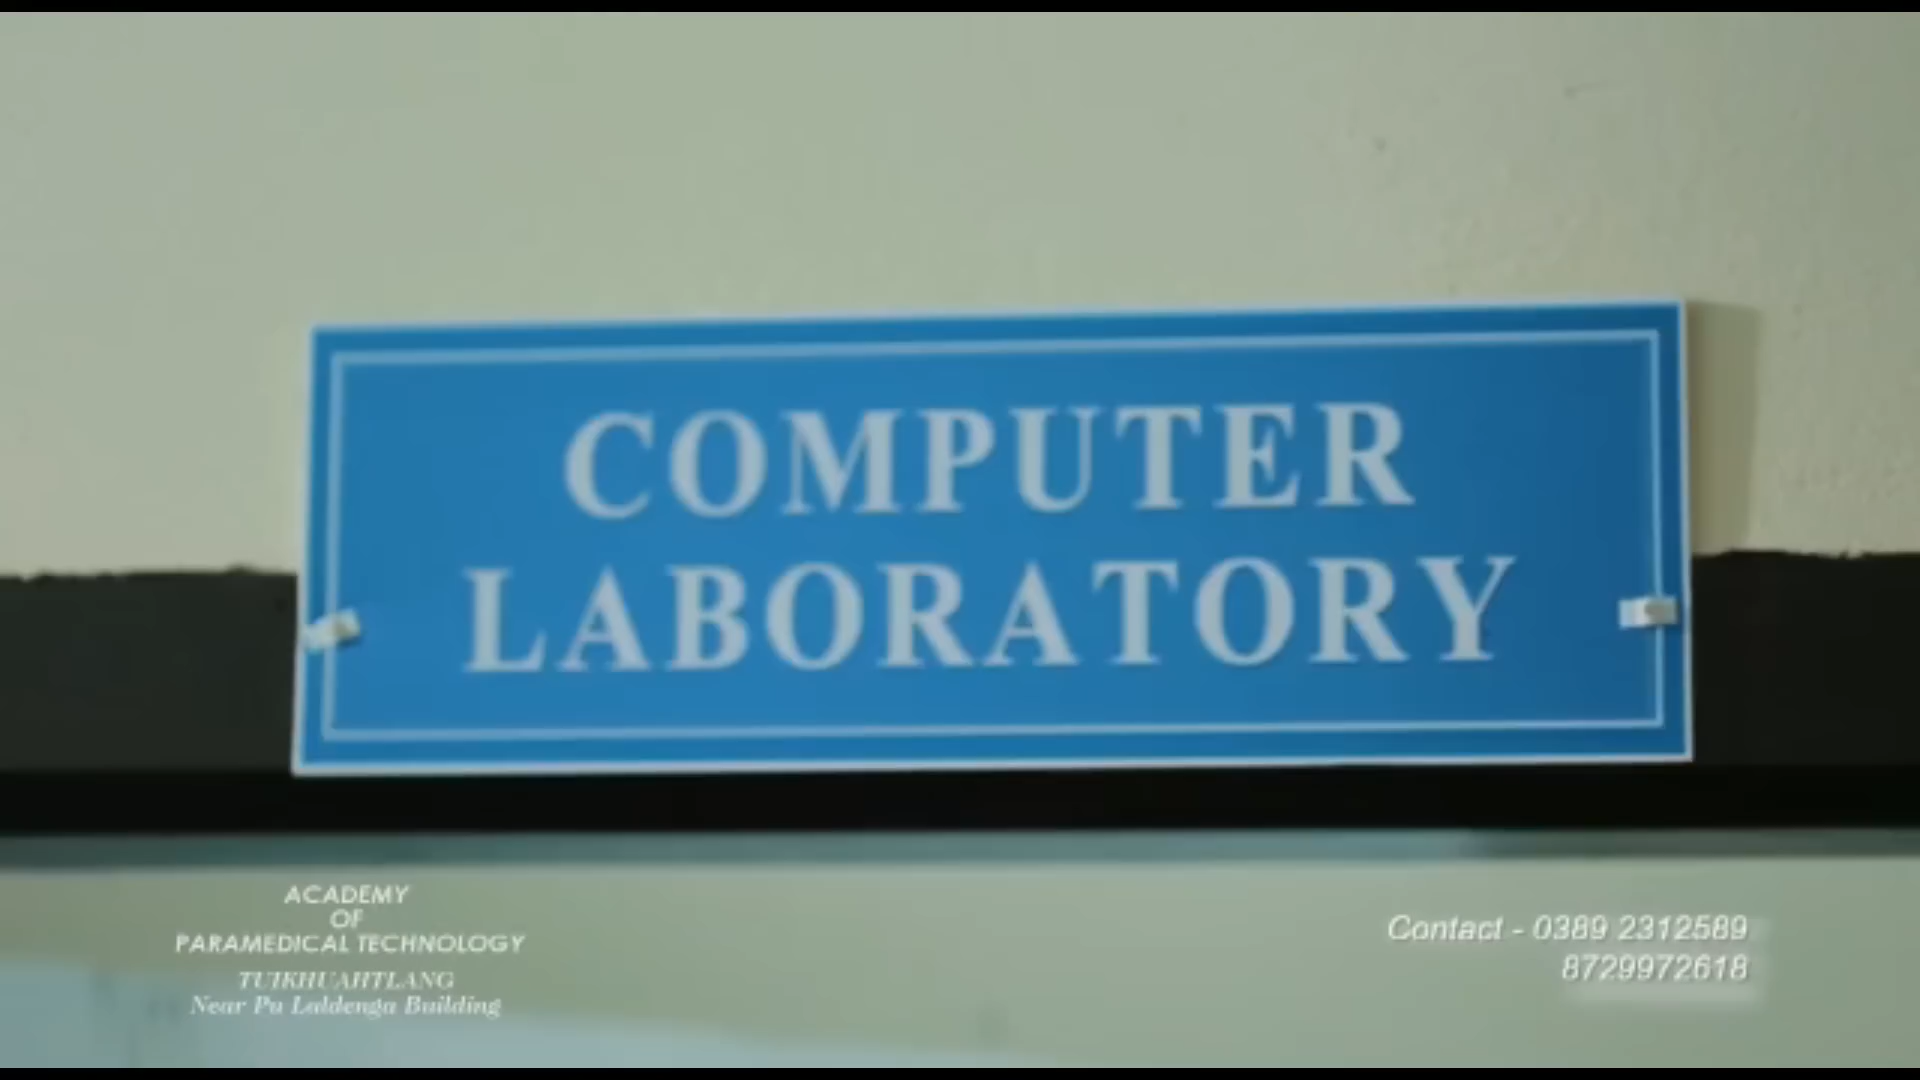 COMPUTER
LABORATORY
ACADEMY
OF
PARAMEDICAL TECHNOLOGY
TUIKHUAHTLANG
Near Pu Laldenga Building
Contact - 0389 2312589
8729972618